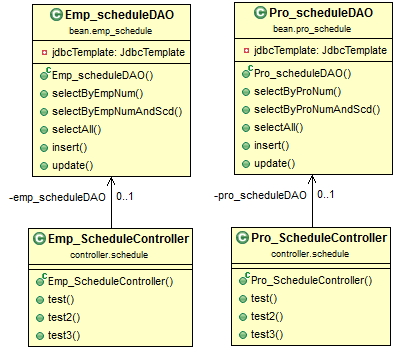 Emp_scheduleDAO
bean.emp_schedule
jdbcTemplate: JdbcTemplate
Emp_scheduleDAO()
selectByEmpNum()
selectByEmpNumAndScd()
selectAll()
insert()
update()
Pro_scheduleDAO
bean.pro_schedule
jdbcTemplate: JdbcTemplate
Pro_scheduleDAO()
selectByProNum()
selectByProNumAndScd()
selectAll()
insert()
update()
-emp_scheduleDAO 0..1
-pro_scheduleDAO 0..1
Emp_ScheduleController
controller.schedule
Emp_ScheduleController()
test()
test2()
test3()
Pro_ScheduleController
controller.schedule
Pro_ScheduleController()
test()
test2()
test3()